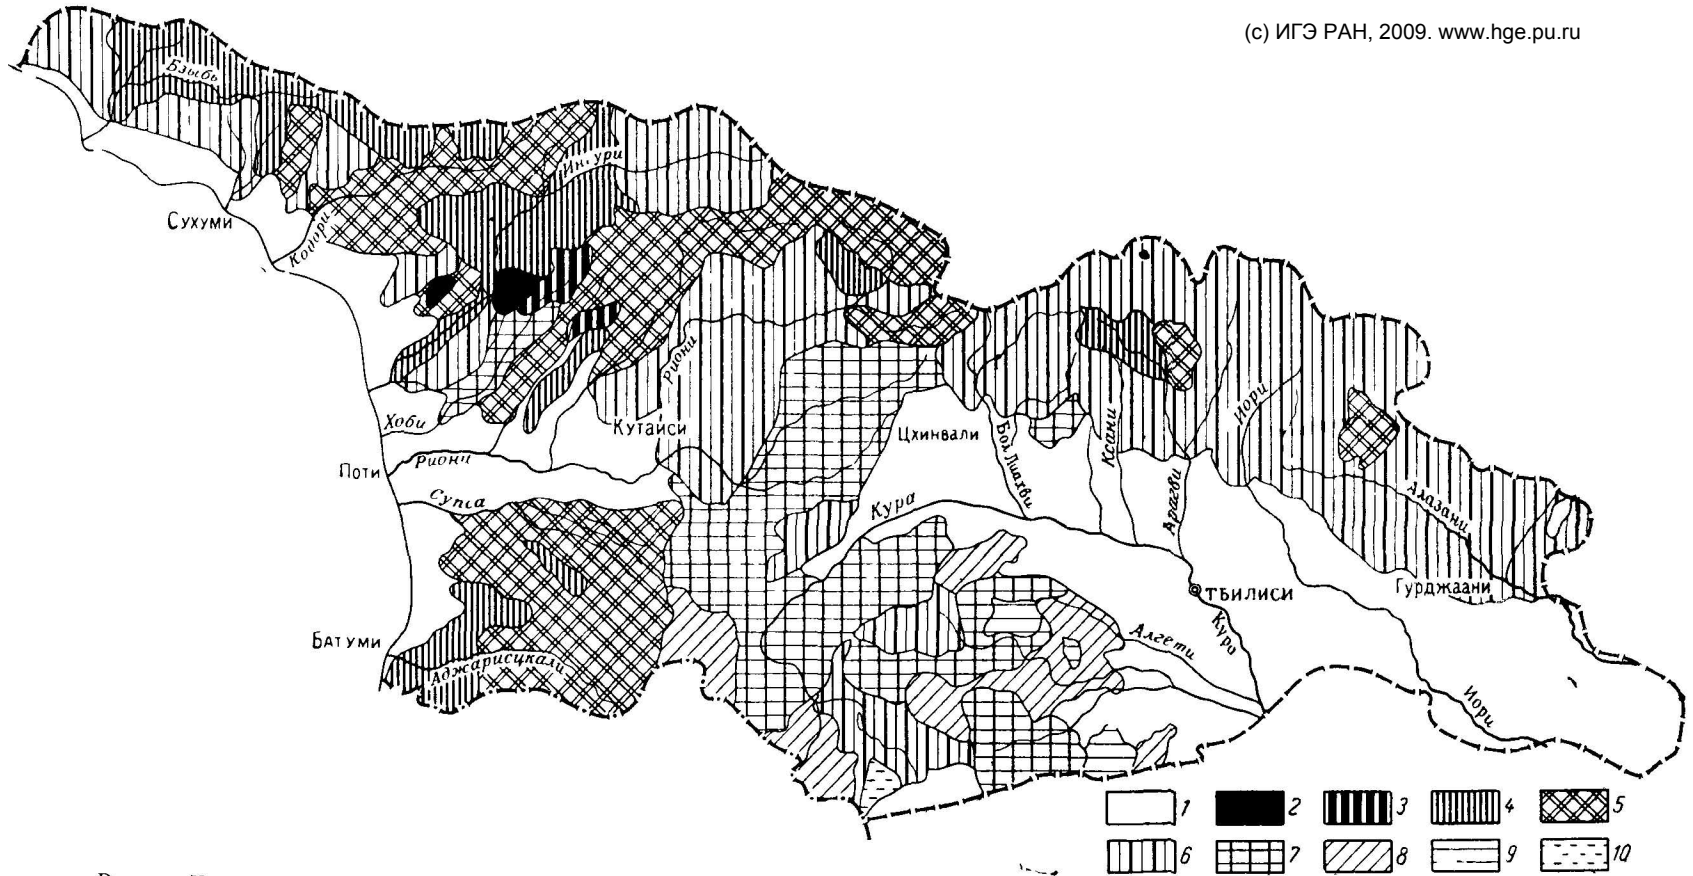 (с) ИГЭ РАН, 2009. www.hge.pu.ru
Бзыбь
Ингури
СУХУМИ
Кодори
Риони
Кутаиси
Хоби
Поти
Риони
Супса
Цхинвали
Бол Лиахви
Ксани
Арагви
Иори
Алазани
Кура
Гурджаани
ТБИЛИСИ
Кура
Алгети
Батуми
Аджарисцкали
Иори
1 2 3 4 5
6 7 8 9 10